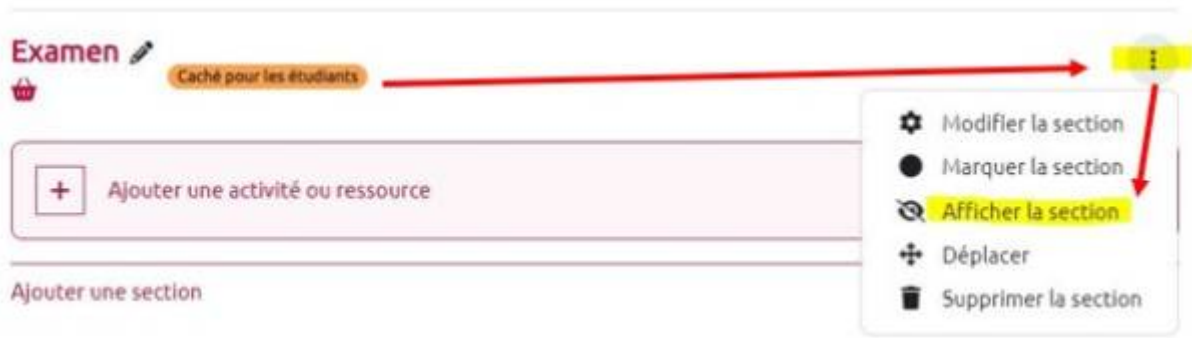 Examen
Caché pour les étudiants
Modifier la section
Marquer la section
+ Ajouter une activité ou ressource
Afficher la section
Déplacer
Ajouter une section
Supprimer la section